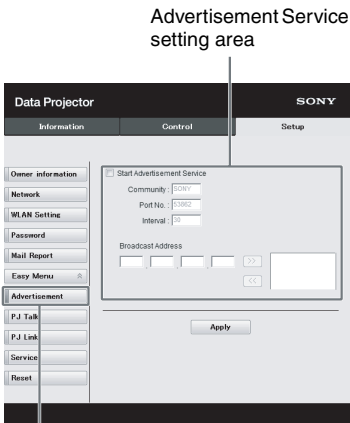 Advertisement Service
setting area
Data Projector
SONY
Information
Control
Setup
Owner information
Network
WLAN Setting
Password
Mail Report
Easy Menu
Advertisement
PJ Talk
PJ Link
Service
Reset
Start Advertisement Service
Community : SONY
Port No. : 53862
Interval : 30
Broadcast Address
. . .
>>
<<
Apply